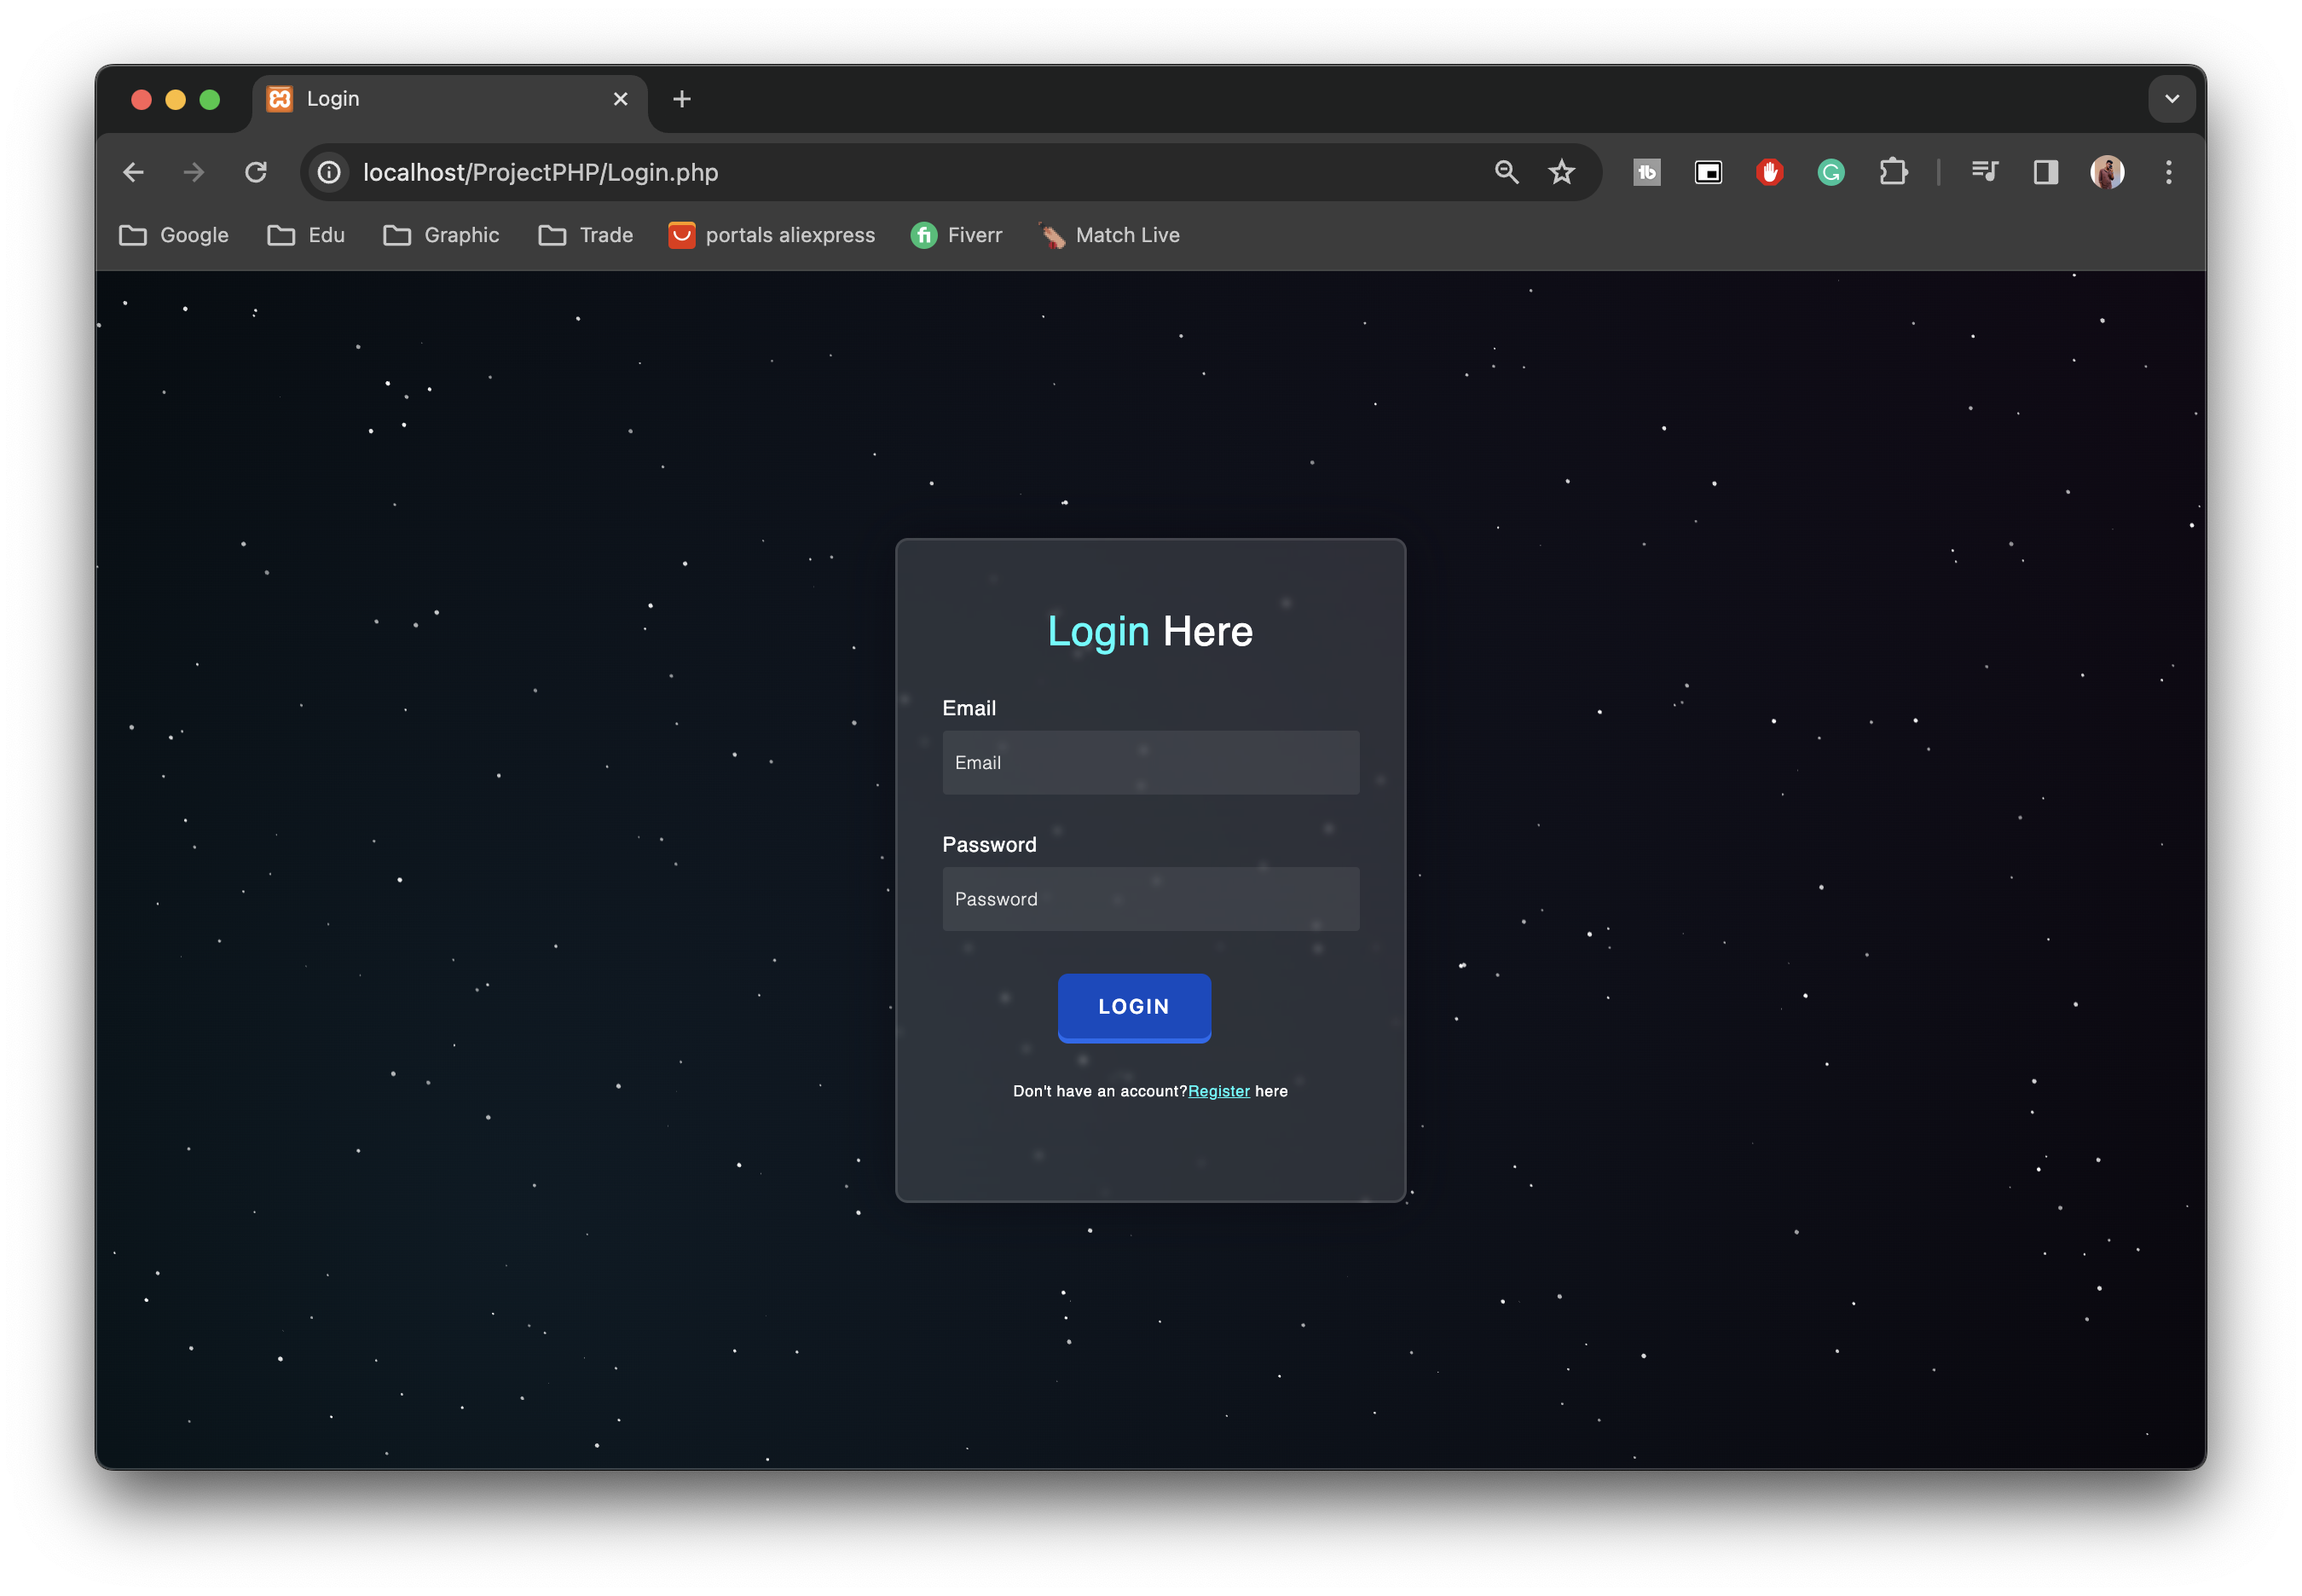 Login
localhost/ProjectPHP/Login.php
Google Edu Graphic Trade portals aliexpress Fiverr Match Live
Login Here
Email
Email
Password
Password
LOGIN
Don't have an account?Register here